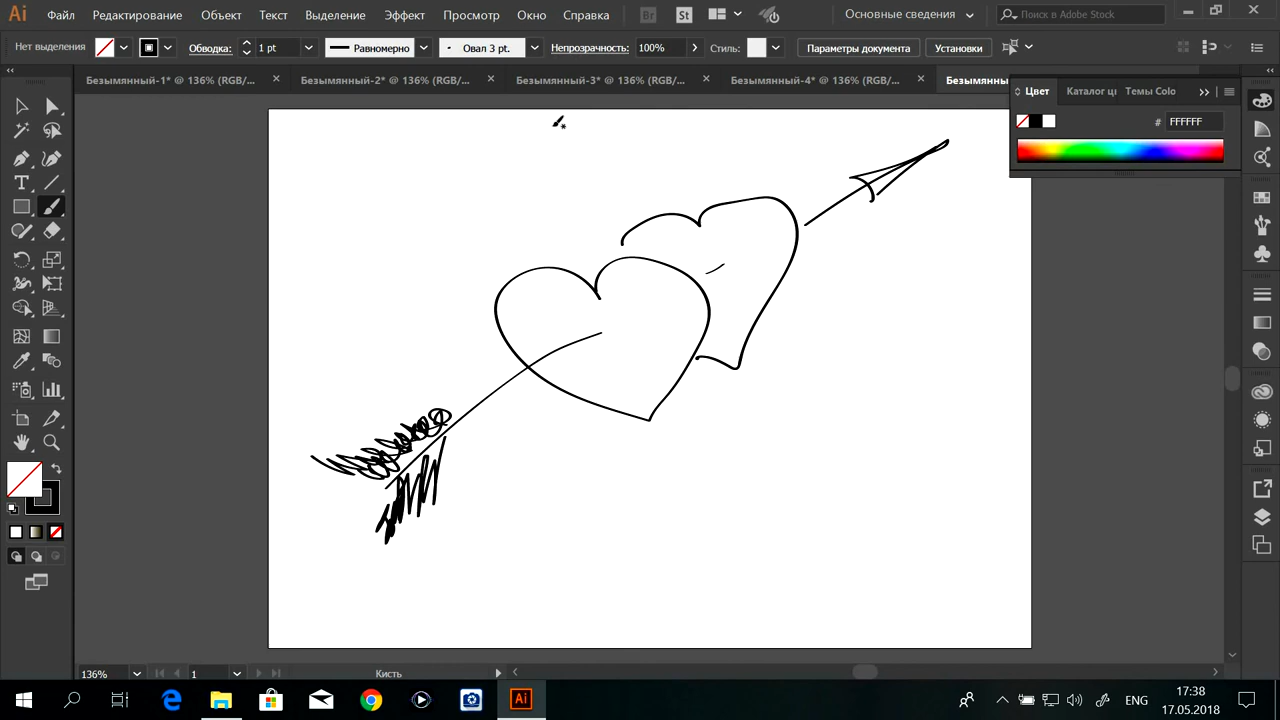 Ai Файл Редактирование Объект Текст Выделение Эффект Просмотр Окно Справка Br St Основные сведения Поиск в Adobe Stock
Нет выделения Обводка: 1 pt Равномерно Овал 3 pt. Непрозрачность: 100% Стиль: Параметры документа Установки
Безымянный-1* @ 136% (RGB/... × Безымянный-2* @ 136% (RGB/... × Безымянный-3* @ 136% (RGB/... × Безымянный-4* @ 136% (RGB/... × Безымянны
Цвет Каталог цв Темы Colo
# FFFFFF
136% 1 Кисть
Ai ENG 17:38
17.05.2018